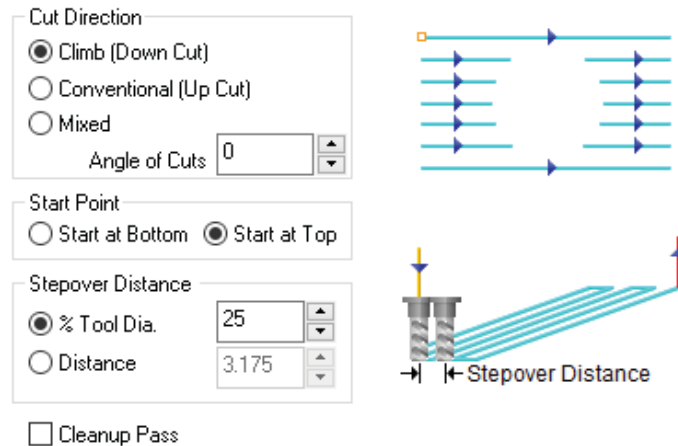 Cut Direction
Climb (Down Cut)
Conventional (Up Cut)
Mixed
Angle of Cuts 0
Start Point
Start at Bottom Start at Top
Stepover Distance
% Tool Dia. 25
Distance 3.175
Stepover Distance
Cleanup Pass